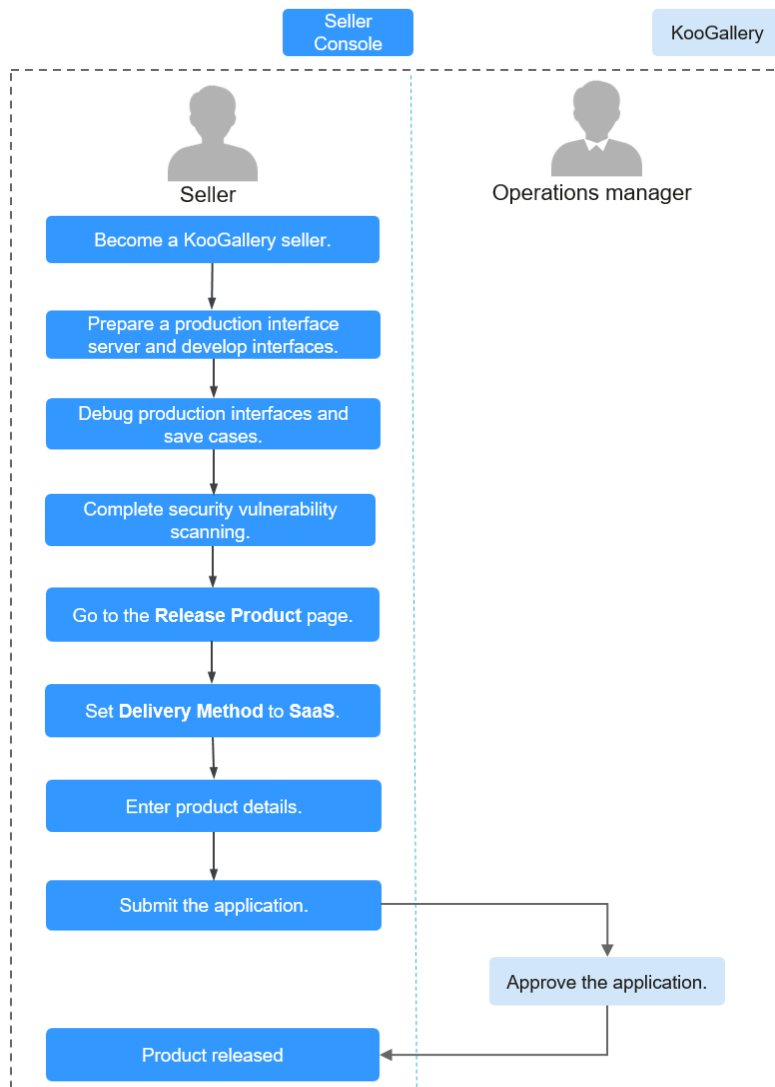 Seller
Console
KooGallery
Seller
Operations manager
Become a KooGallery seller.
Prepare a production interface
server and develop interfaces.
Debug production interfaces and
save cases.
Complete security vulnerability
scanning.
Go to the Release Product page.
Set Delivery Method to SaaS.
Enter product details.
Submit the application.
Approve the application.
Product released